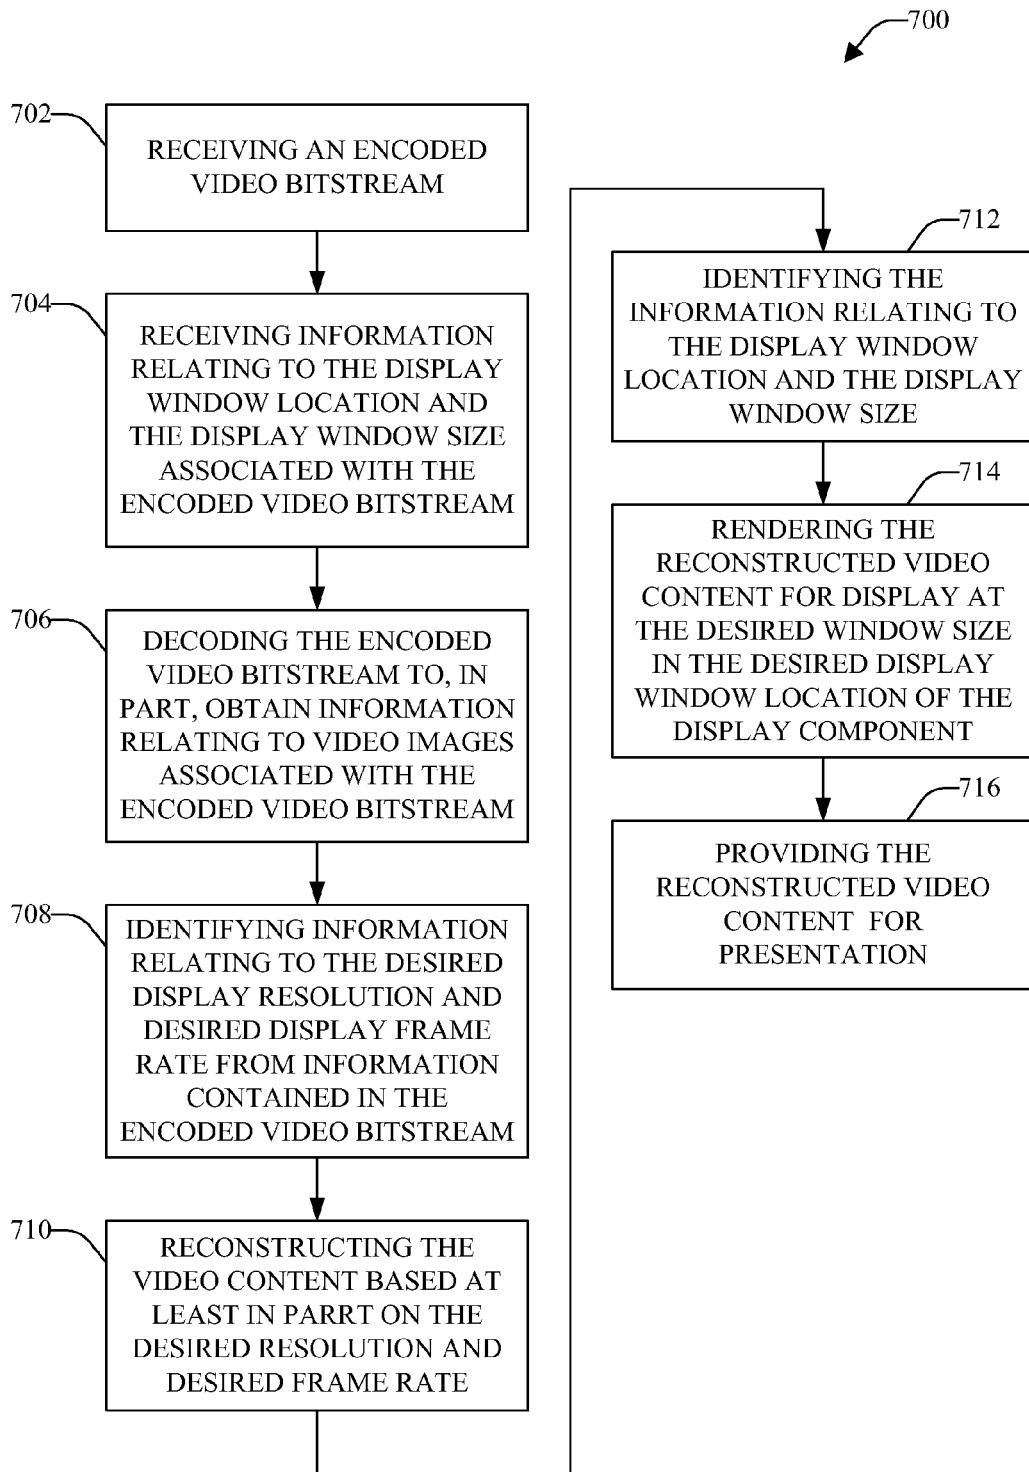 700
702
RECEIVING AN ENCODED
VIDEO BITSTREAM
704
RECEIVING INFORMATION
RELATING TO THE DISPLAY
WINDOW LOCATION AND
THE DISPLAY WINDOW SIZE
ASSOCIATED WITH THE
ENCODED VIDEO BITSTREAM
706
DECODING THE ENCODED
VIDEO BITSTREAM TO, IN
PART, OBTAIN INFORMATION
RELATING TO VIDEO IMAGES
ASSOCIATED WITH THE
ENCODED VIDEO BITSTREAM
708
IDENTIFYING INFORMATION
RELATING TO THE DESIRED
DISPLAY RESOLUTION AND
DESIRED DISPLAY FRAME
RATE FROM INFORMATION
CONTAINED IN THE
ENCODED VIDEO BITSTREAM
710
RECONSTRUCTING THE
VIDEO CONTENT BASED AT
LEAST IN PARRT ON THE
DESIRED RESOLUTION AND
DESIRED FRAME RATE
712
IDENTIFYING THE
INFORMATION RELATING TO
THE DISPLAY WINDOW
LOCATION AND THE DISPLAY
WINDOW SIZE
714
RENDERING THE
RECONSTRUCTED VIDEO
CONTENT FOR DISPLAY AT
THE DESIRED WINDOW SIZE
IN THE DESIRED DISPLAY
WINDOW LOCATION OF THE
DISPLAY COMPONENT
716
PROVIDING THE
RECONSTRUCTED VIDEO
CONTENT FOR
PRESENTATION